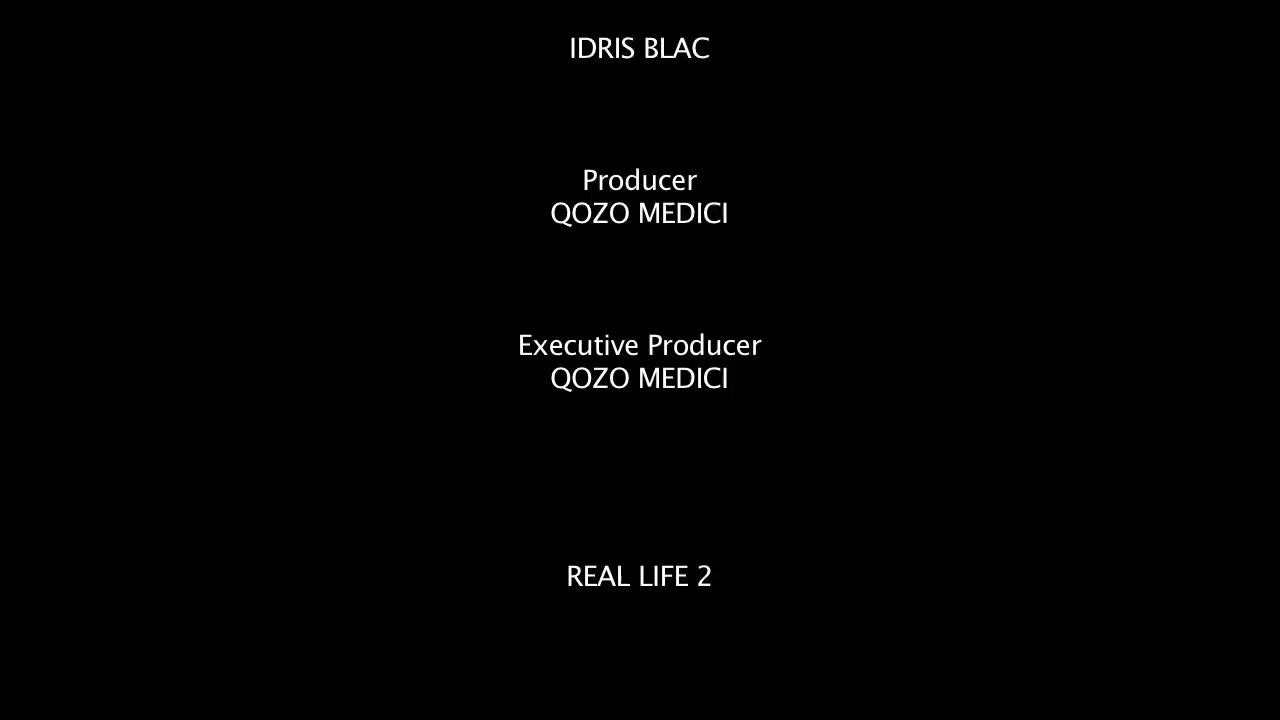 IDRIS BLAC
Producer
QOZO MEDICI
Executive Producer
QOZO MEDICI
REAL LIFE 2